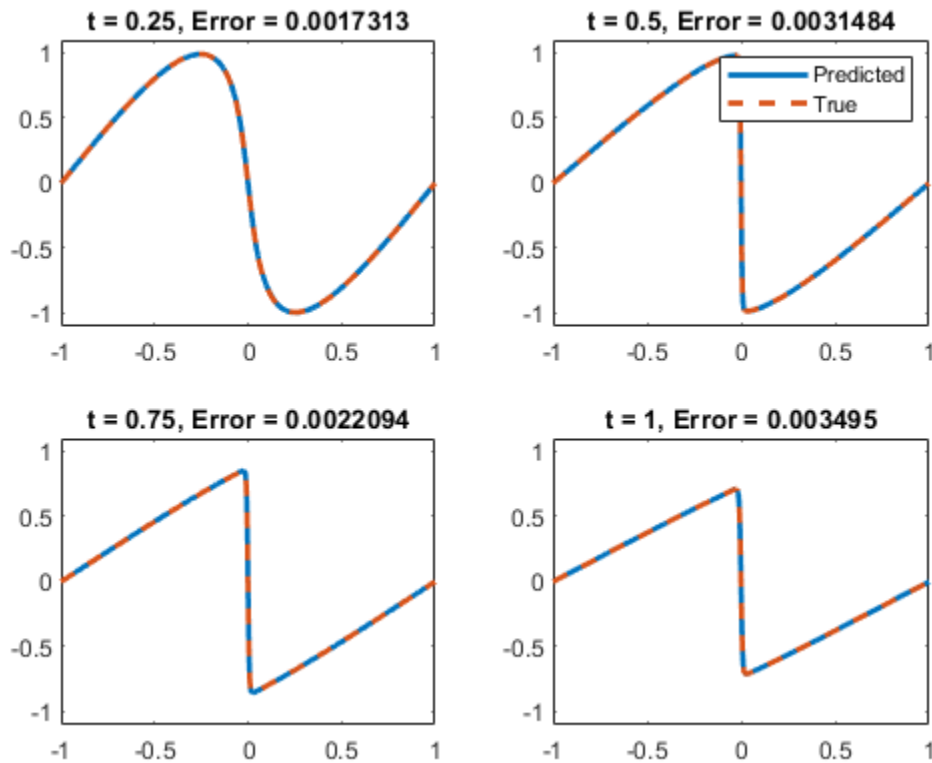 t = 0.25, Error = 0.0017313
1
0.5
0
-0.5
-1
-1 -0.5 0 0.5 1
t = 0.5, Error = 0.0031484
Predicted
True
1
0.5
0
-0.5
-1
-1 -0.5 0 0.5 1
t = 0.75, Error = 0.0022094
1
0.5
0
-0.5
-1
-1 -0.5 0 0.5 1
t = 1, Error = 0.003495
1
0.5
0
-0.5
-1
-1 -0.5 0 0.5 1